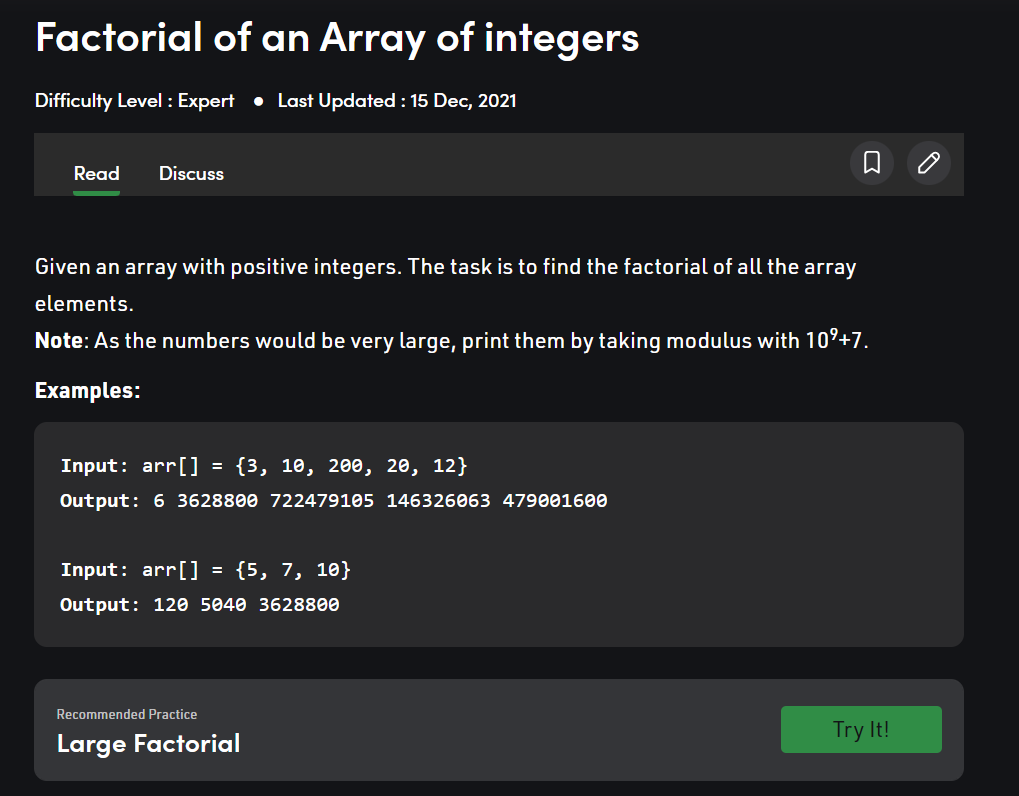 Factorial of an Array of integers
Difficulty Level : Expert ● Last Updated : 15 Dec, 2021
Read Discuss
Given an array with positive integers. The task is to find the factorial of all the array
elements.
Note: As the numbers would be very large, print them by taking modulus with 10⁹+7.
Examples:
Input: arr[] = {3, 10, 200, 20, 12}
Output: 6 3628800 722479105 146326063 479001600
Input: arr[] = {5, 7, 10}
Output: 120 5040 3628800
Recommended Practice
Large Factorial
Try It!